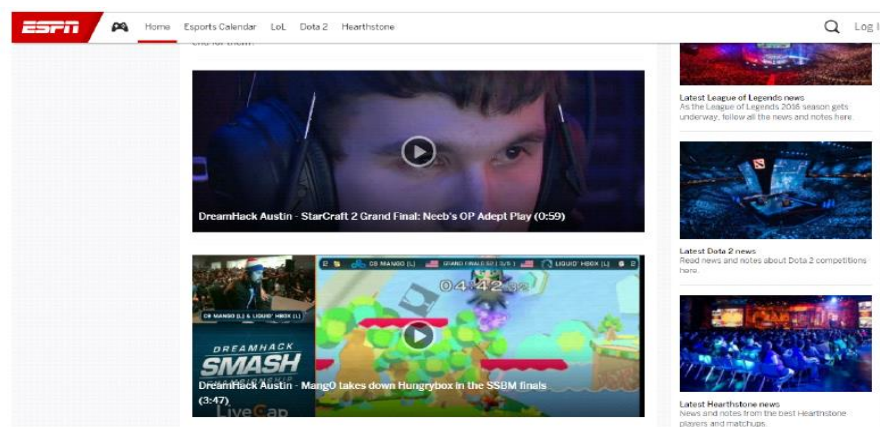 ESPN Home Esports Calendar LoL Dota 2 Hearthstone Log I
end for them.
DreamHack Austin - StarCraft 2 Grand Final: Neeb's OP Adept Play (0:59)
C9 MANGO [L] GRAND FINALS LIQUID' HBOX [L]
04:42
C9 MANGO [L] & LIQUID' HBOX [L]
DREAMHACK
SMASH
DreamHack Austin - Mang0 takes down Hungrybox in the SSBM finals
(3:47)
LiveCap
Latest League of Legends news
As the League of Legends 2016 season gets
underway, follow all the news and notes here.
Latest Dota 2 news
Read news and notes about Dota 2 competitions
here.
Latest Hearthstone news
News and notes from the best Hearthstone
players and matchups.